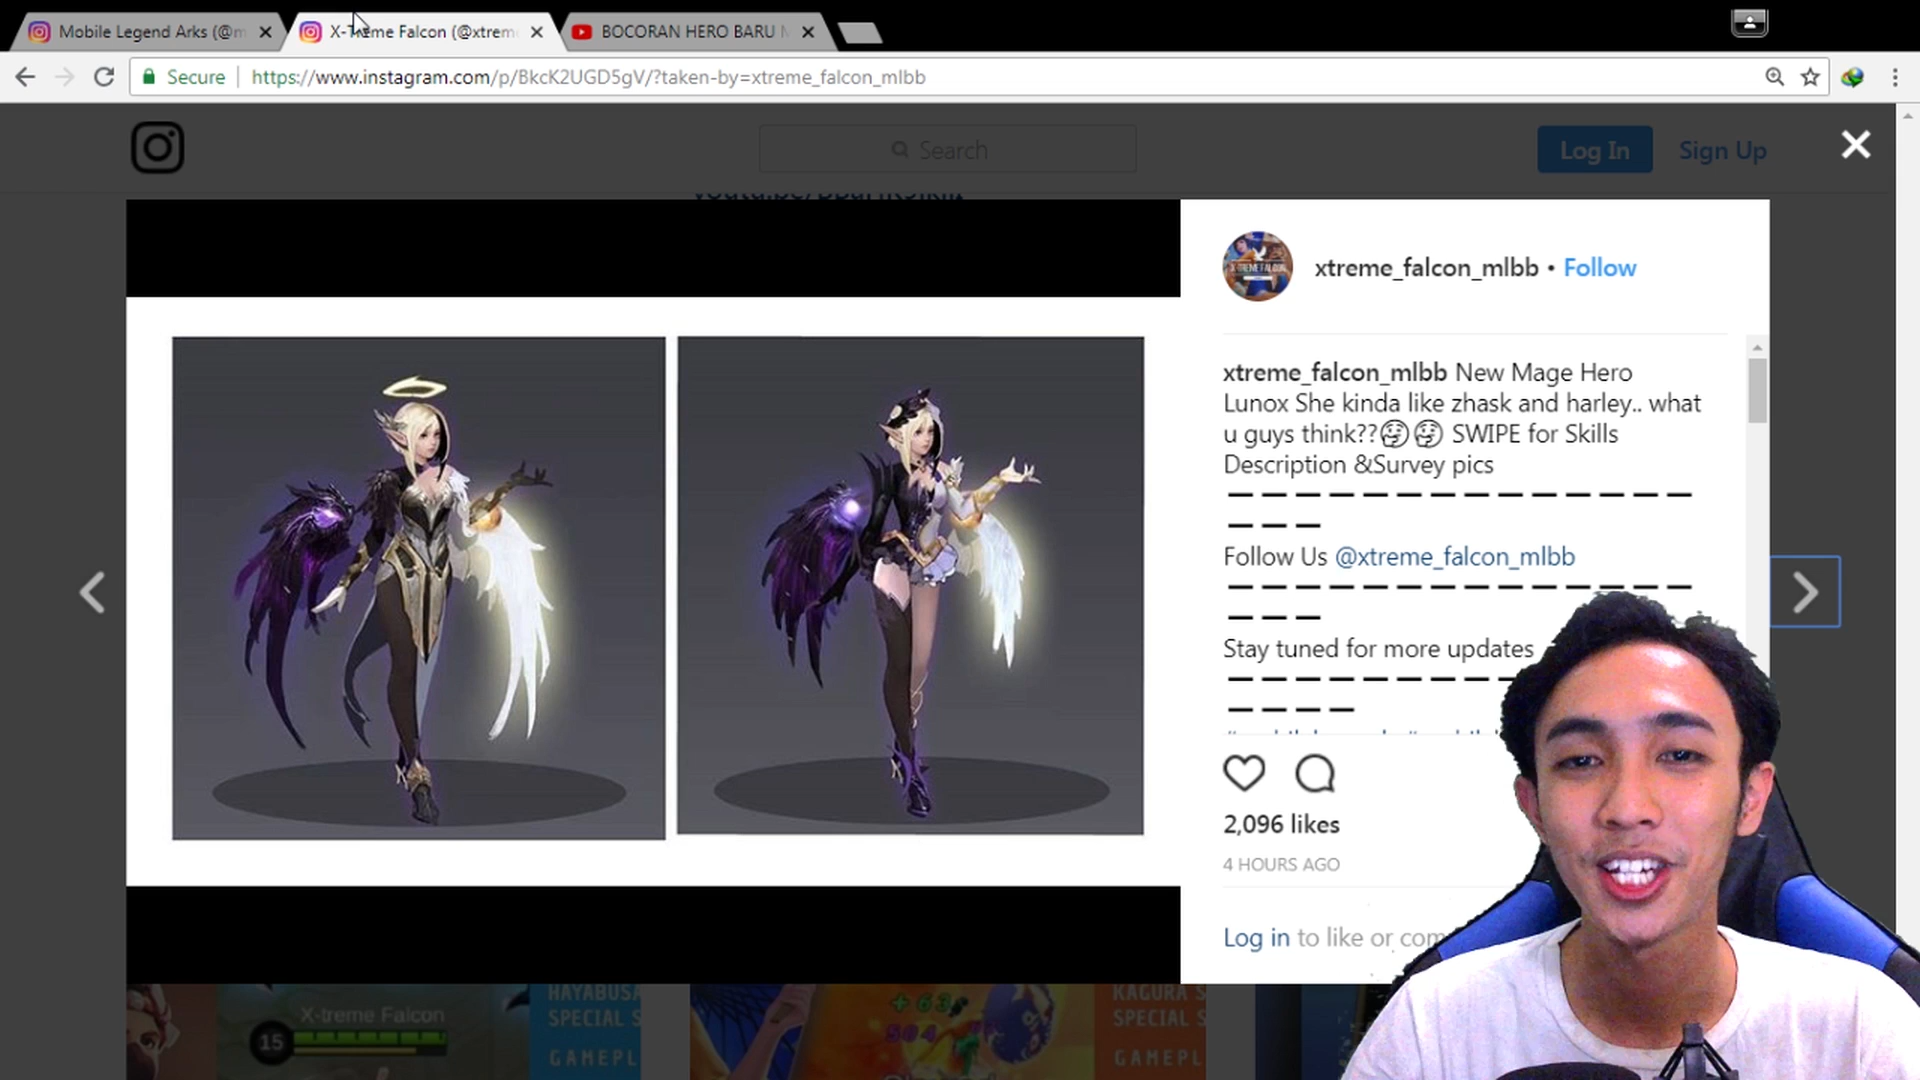 Mobile Legend Arks (@m
X-Treme Falcon (@xtrem
BOCORAN HERO BARU M
Secure
https://www.instagram.com/p/BkcK2UGD5gV/?taken-by=xtreme_falcon_mlbb
Search
Log In
Sign Up
xtreme_falcon_mlbb • Follow
xtreme_falcon_mlbb New Mage Hero
Lunox She kinda like zhask and harley.. what
u guys think?? SWIPE for Skills
Description &Survey pics
Follow Us @xtreme_falcon_mlbb
Stay tuned for more updates
2,096 likes
4 HOURS AGO
Log in to like or com
X-treme Falcon
15
HAYABUSA
SPECIAL S
GAMEPL
KAGURA S
SPECIAL S
GAMEPL